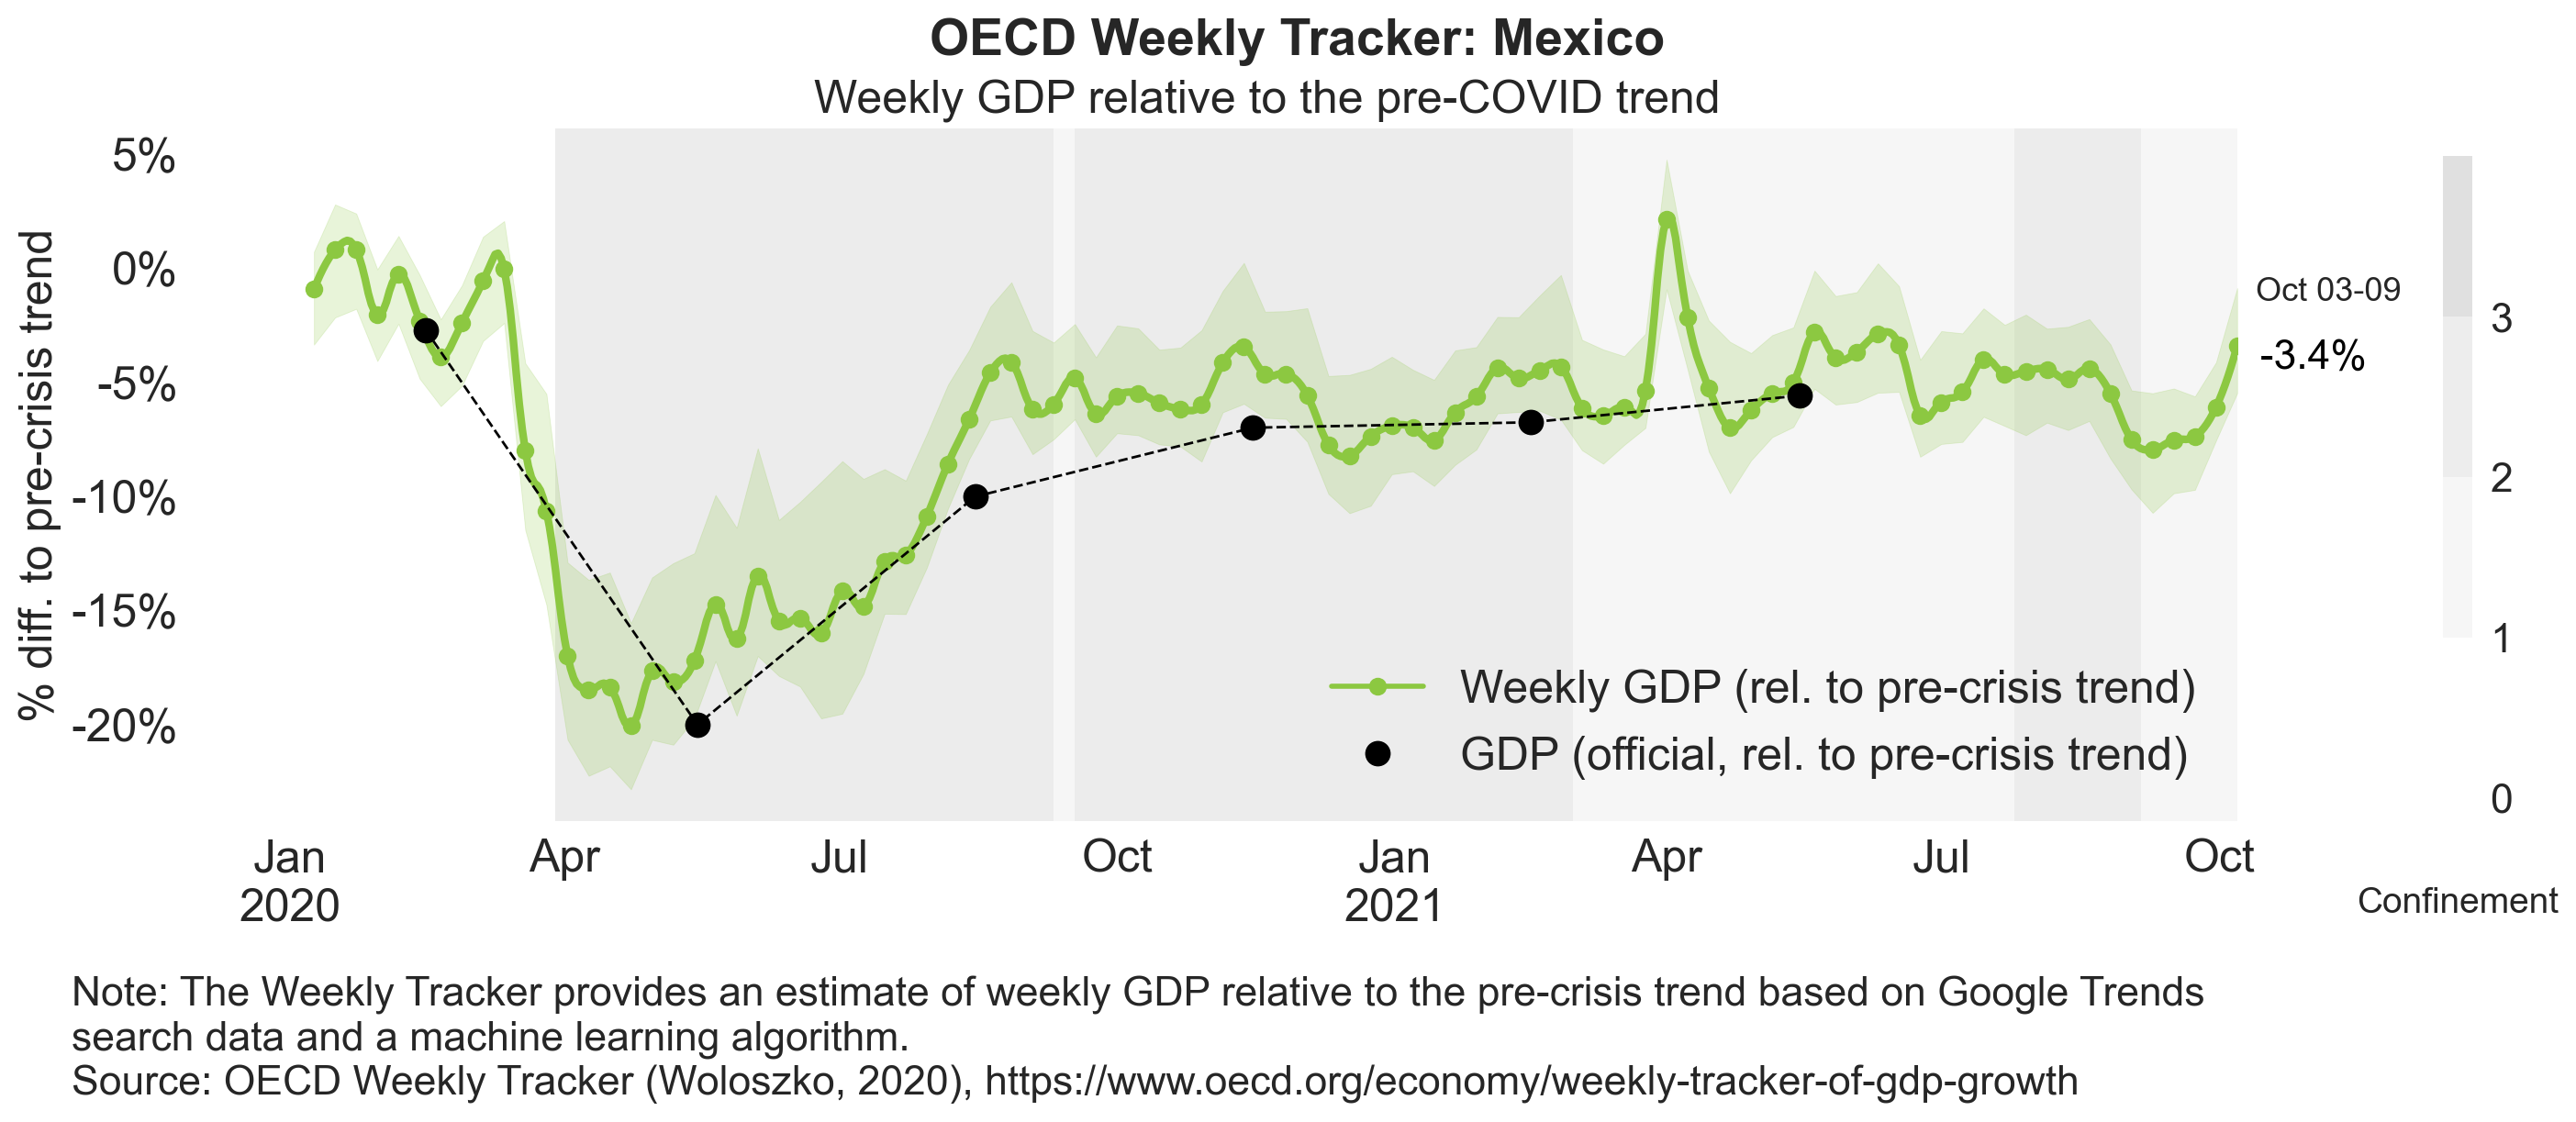 OECD Weekly Tracker: Mexico
Weekly GDP relative to the pre-COVID trend
% diff. to pre-crisis trend
5%
0%
-5%
-10%
-15%
-20%
Jan
2020
Apr
Jul
Oct
Jan
2021
Apr
Jul
Oct
Weekly GDP (rel. to pre-crisis trend)
GDP (official, rel. to pre-crisis trend)
Oct 03-09
-3.4%
3
2
1
0
Confinement
Note: The Weekly Tracker provides an estimate of weekly GDP relative to the pre-crisis trend based on Google Trends
search data and a machine learning algorithm.
Source: OECD Weekly Tracker (Woloszko, 2020), https://www.oecd.org/economy/weekly-tracker-of-gdp-growth